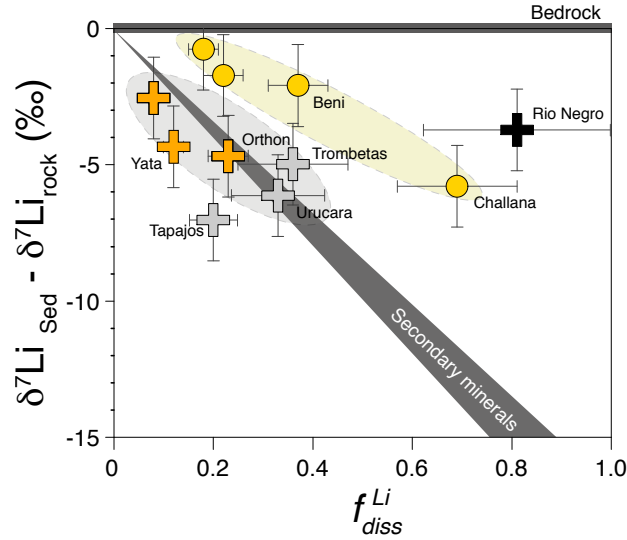 Bedrock
0
Beni
Rio Negro
Orthon
Trombetas
Yata
-5
Challana
Urucara
Tapajos
δ⁷Li Sed - δ⁷Li rock (‰)
-10
Secondary minerals
-15
0 0.2 0.4 0.6 0.8 1.0
f diss Li